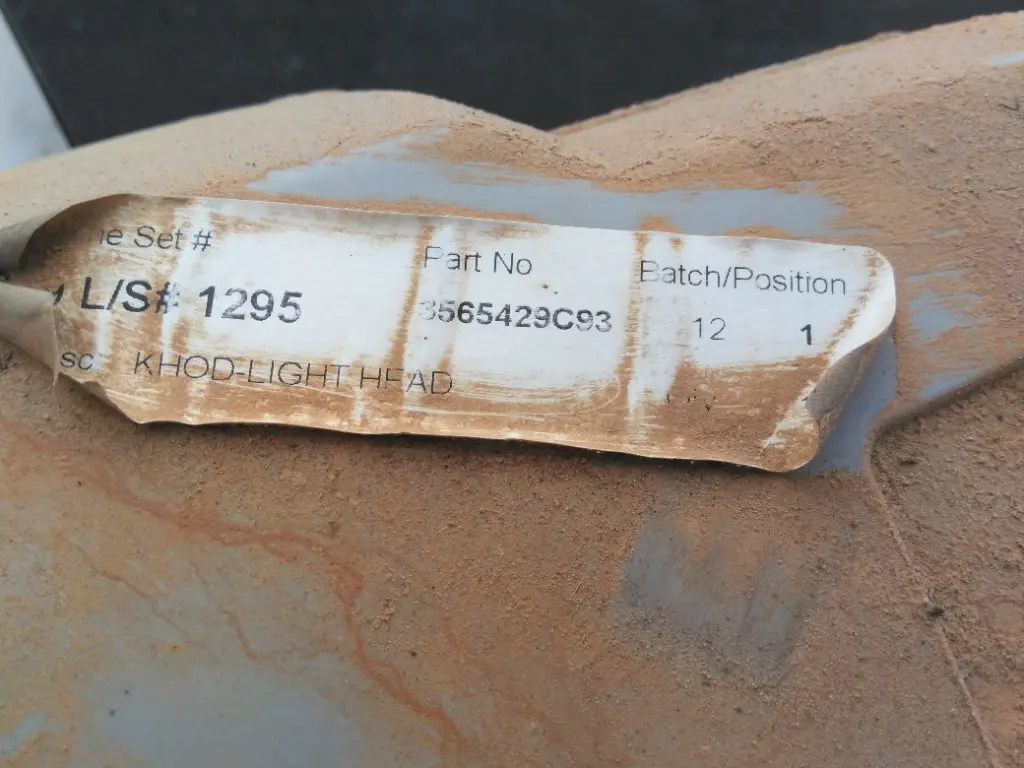 Set # Part No Batch/Position
L/S# 1295 3565429C93 12 1
KHOD-LIGHT HEAD